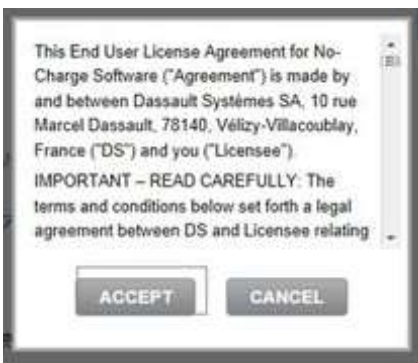 This End User License Agreement for No-
Charge Software ("Agreement") is made by
and between Dassault Systèmes SA, 10 rue
Marcel Dassault, 78140, Vélizy-Villacoublay,
France ("DS") and you ("Licensee").
IMPORTANT – READ CAREFULLY: The
terms and conditions below set forth a legal
agreement between DS and Licensee relating
ACCEPT CANCEL